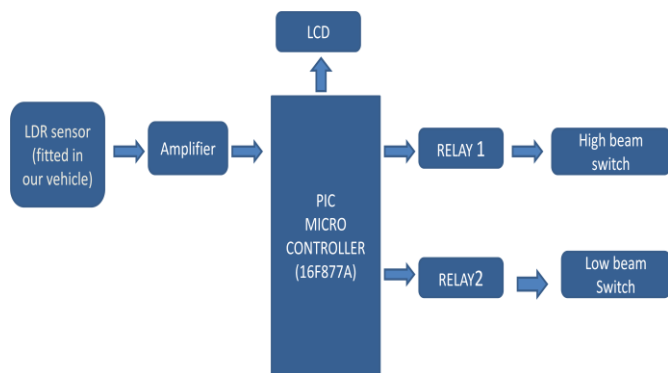 LCD
LDR sensor
(fitted in
our vehicle)
Amplifier
PIC
MICRO
CONTROLLER
(16F877A)
RELAY 1
High beam
switch
RELAY2
Low beam
Switch